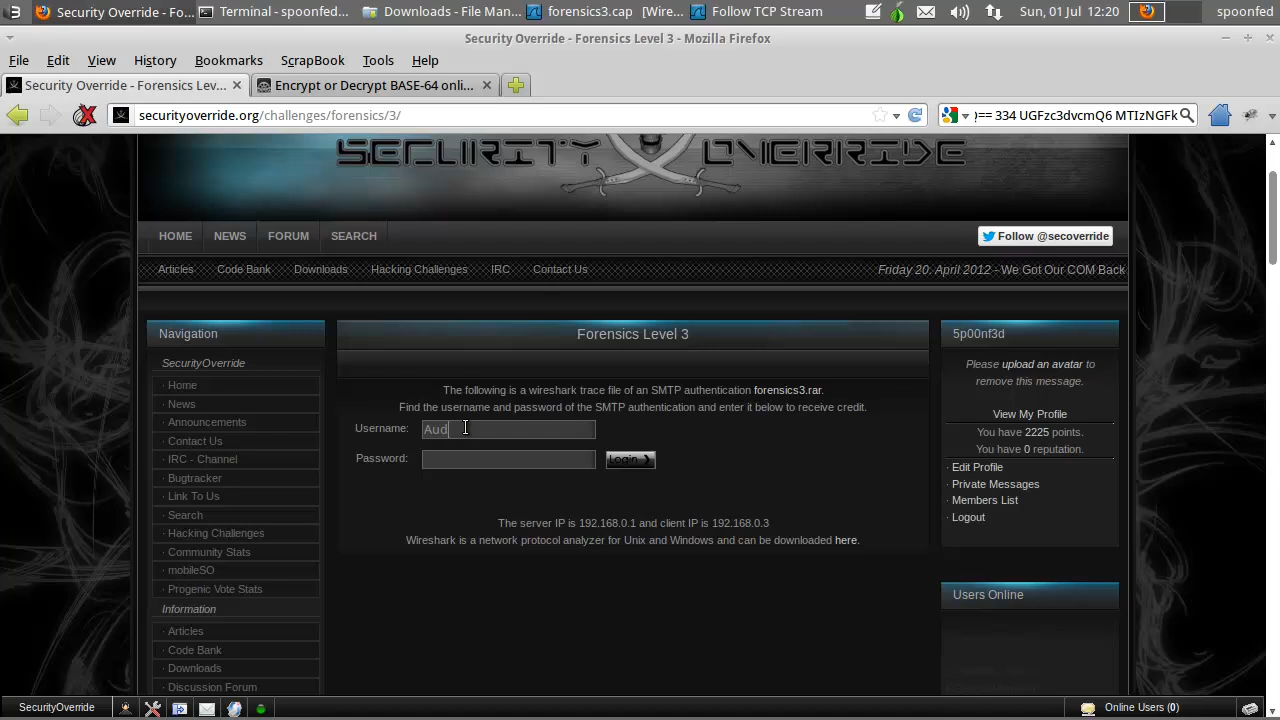 Security Override - Fo...
Terminal - spoonfed...
Downloads - File Man...
forensics3.cap [Wire...
Follow TCP Stream
Sun, 01 Jul 12:20
spoonfed
Security Override - Forensics Level 3 - Mozilla Firefox
File Edit View History Bookmarks ScrapBook Tools Help
Security Override - Forensics Lev...
Encrypt or Decrypt BASE-64 onli...
securityoverride.org/challenges/forensics/3/
)== 334 UGFzc3dvcmQ6 MTIzNGFk
SECURITY OVERRIDE
HOME NEWS FORUM SEARCH
Follow @secoverride
Articles Code Bank Downloads Hacking Challenges IRC Contact Us
Friday 20. April 2012 - We Got Our COM Back
Navigation
SecurityOverride
· Home
· News
· Announcements
· Contact Us
· IRC - Channel
· Bugtracker
· Link To Us
· Search
· Hacking Challenges
· Community Stats
· mobileSO
· Progenic Vote Stats
Information
· Articles
· Code Bank
· Downloads
· Discussion Forum
Forensics Level 3
The following is a wireshark trace file of an SMTP authentication forensics3.rar.
Find the username and password of the SMTP authentication and enter it below to receive credit.
Username: Aud
Password:
Login ❯
The server IP is 192.168.0.1 and client IP is 192.168.0.3
Wireshark is a network protocol analyzer for Unix and Windows and can be downloaded here.
5p00nf3d
Please upload an avatar to
remove this message.
View My Profile
You have 2225 points.
You have 0 reputation.
· Edit Profile
· Private Messages
· Members List
· Logout
Users Online
SecurityOverride
Online Users (0)